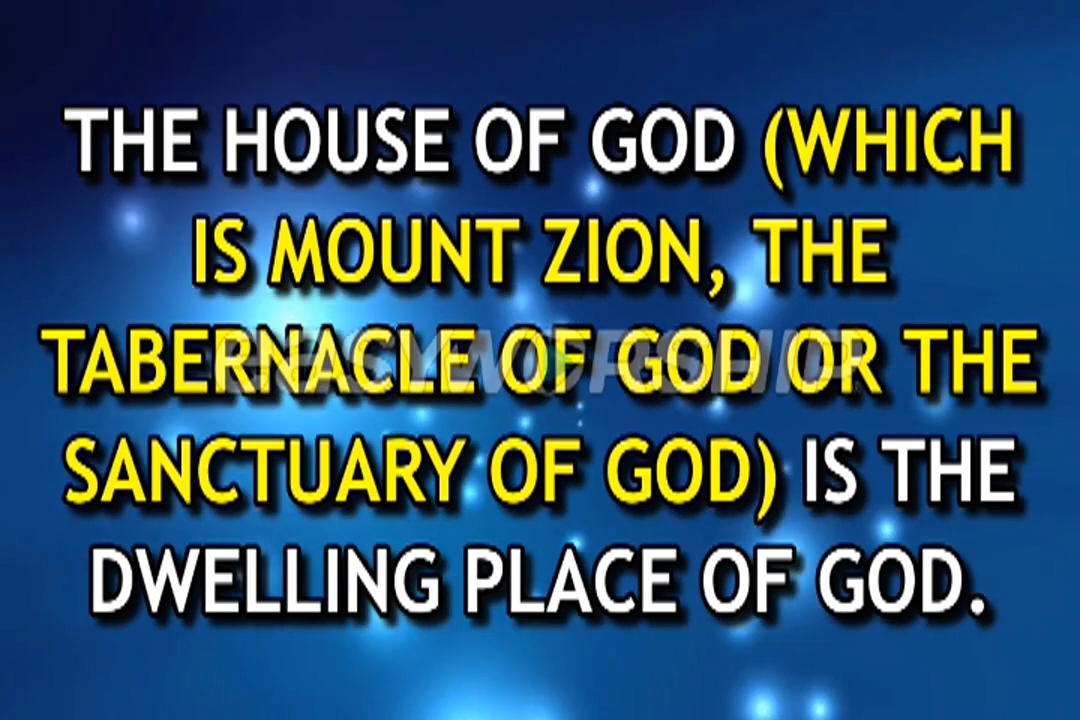 THE HOUSE OF GOD (WHICH
IS MOUNT ZION, THE
TABERNACLE OF GOD OR THE
EASYWORSHIP
SANCTUARY OF GOD) IS THE
DWELLING PLACE OF GOD.